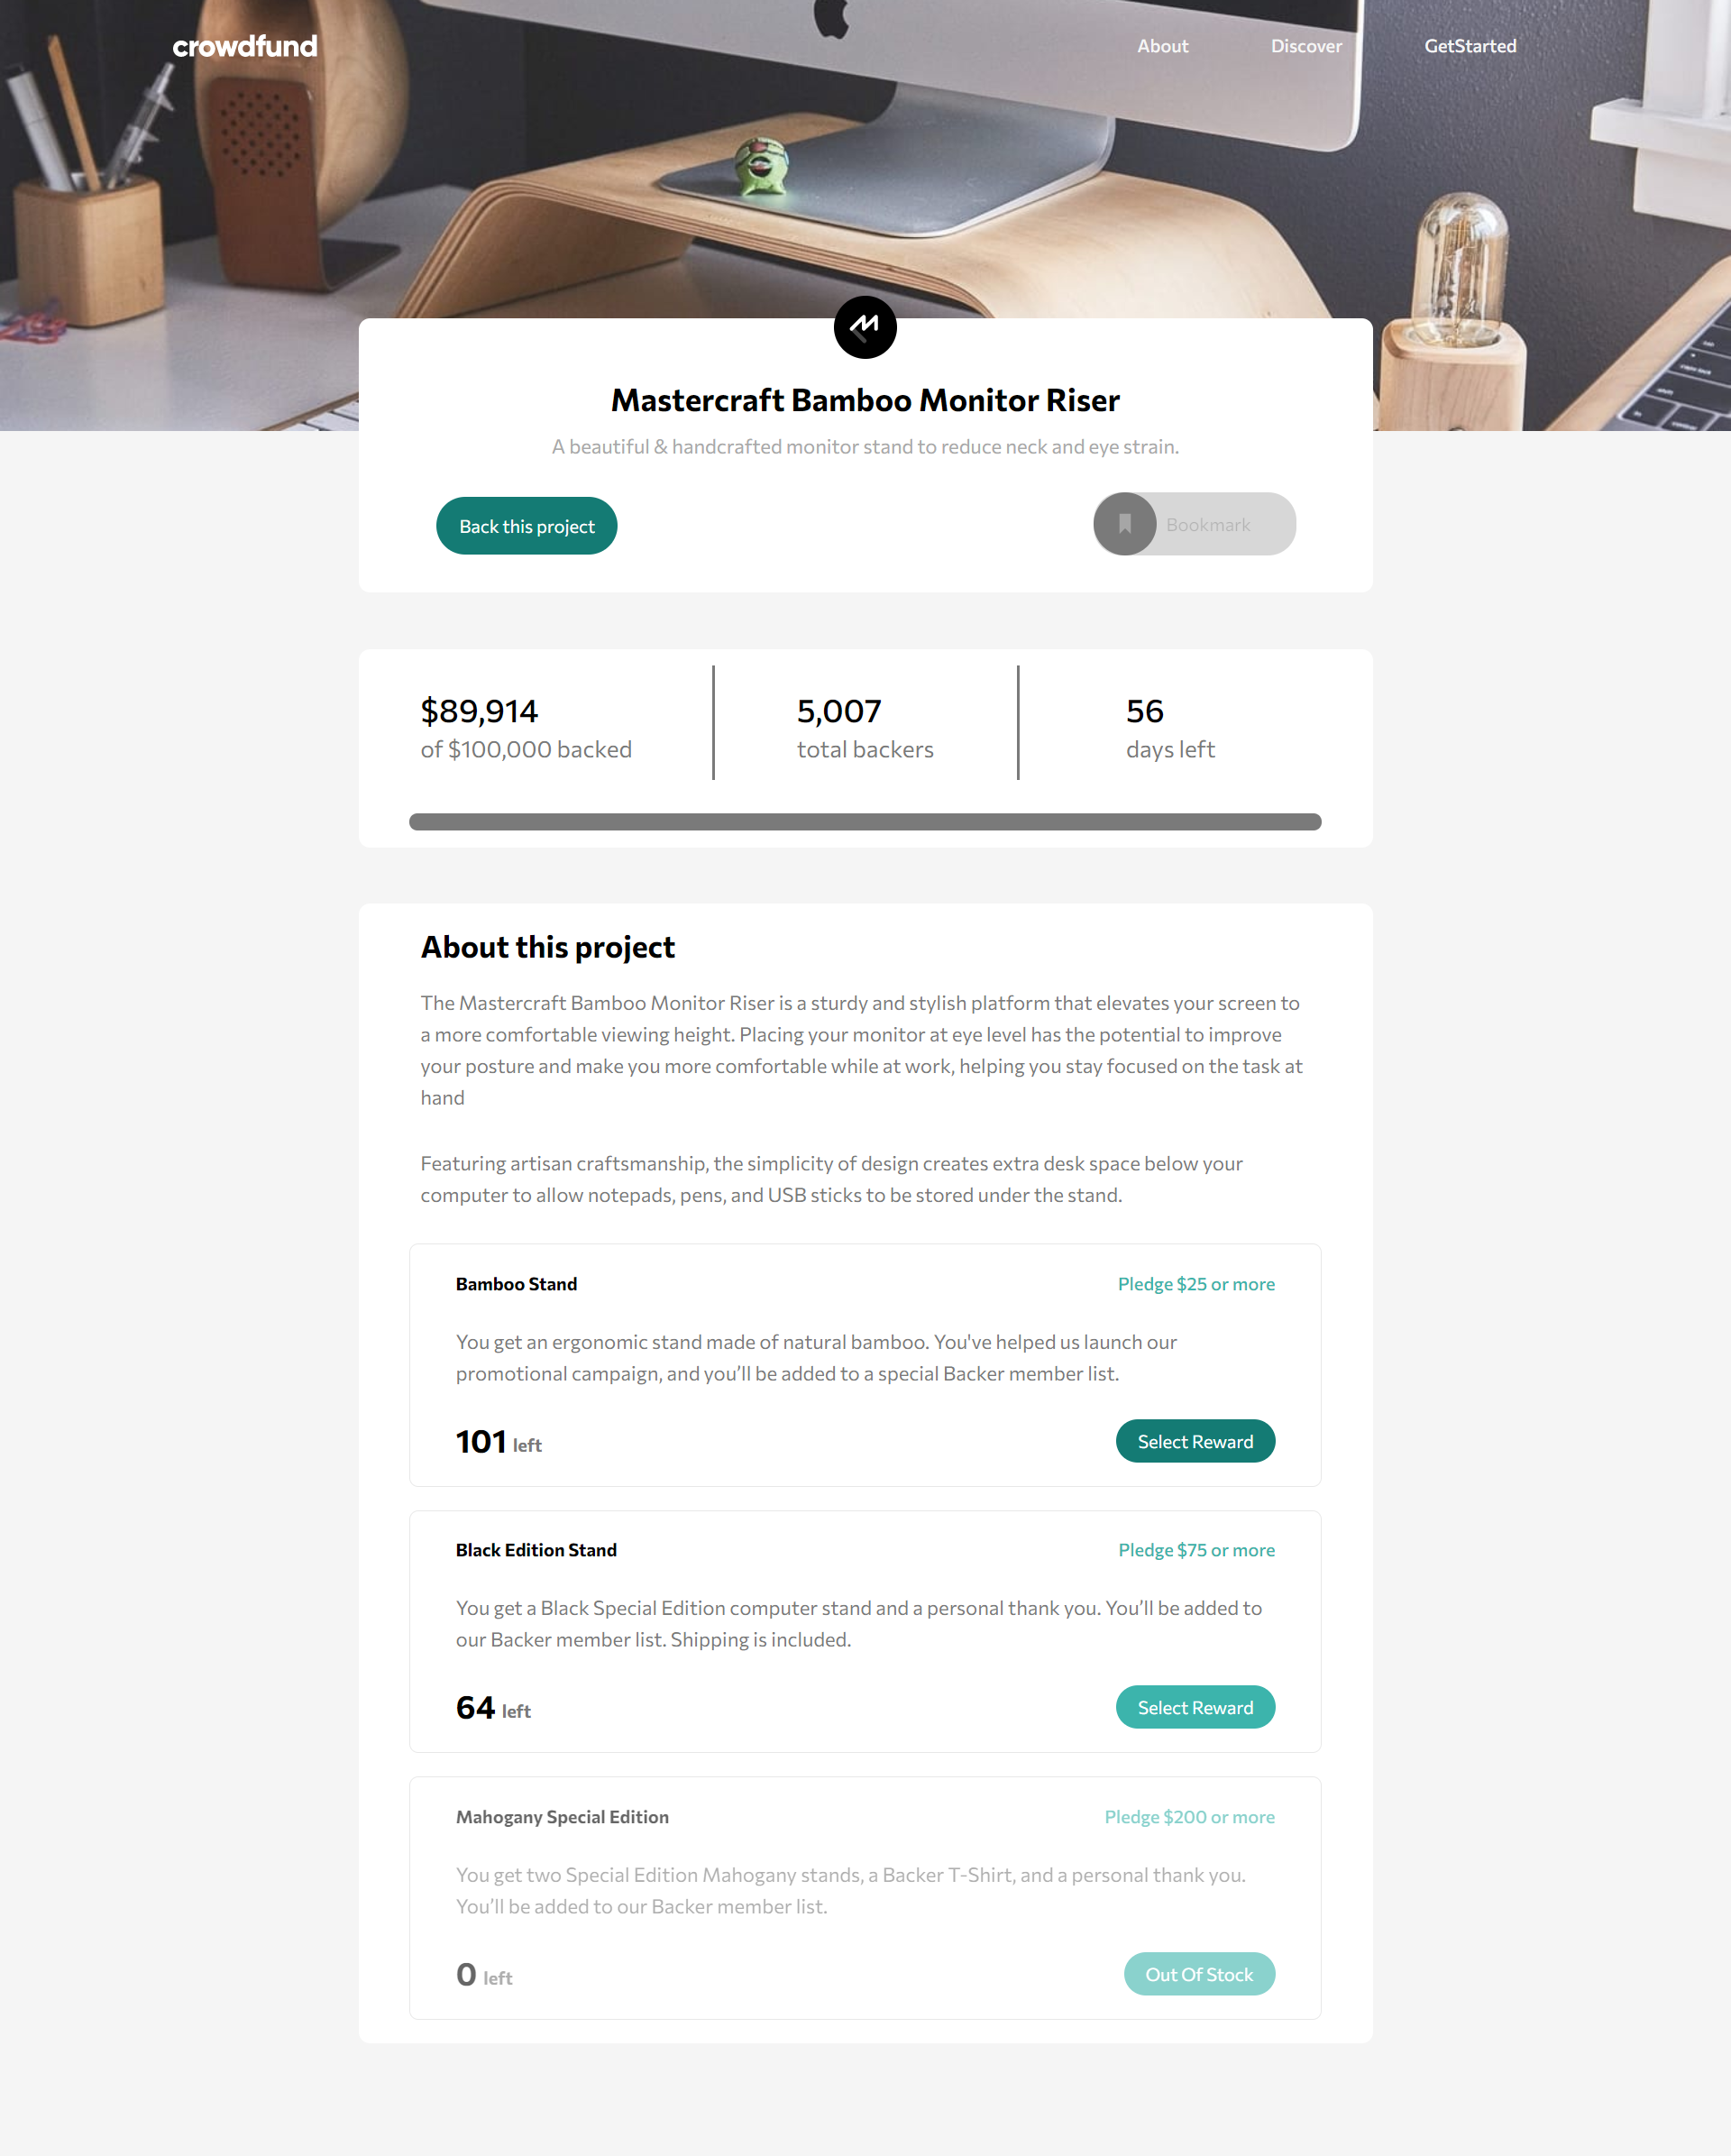 crowdfund
About
Discover
GetStarted
Mastercraft Bamboo Monitor Riser
A beautiful & handcrafted monitor stand to reduce neck and eye strain.
Back this project
Bookmark
$89,914
of $100,000 backed
5,007
total backers
56
days left
About this project
The Mastercraft Bamboo Monitor Riser is a sturdy and stylish platform that elevates your screen to
a more comfortable viewing height. Placing your monitor at eye level has the potential to improve
your posture and make you more comfortable while at work, helping you stay focused on the task at
hand
Featuring artisan craftsmanship, the simplicity of design creates extra desk space below your
computer to allow notepads, pens, and USB sticks to be stored under the stand.
Bamboo Stand
Pledge $25 or more
You get an ergonomic stand made of natural bamboo. You've helped us launch our
promotional campaign, and you’ll be added to a special Backer member list.
101 left
Select Reward
Black Edition Stand
Pledge $75 or more
You get a Black Special Edition computer stand and a personal thank you. You’ll be added to
our Backer member list. Shipping is included.
64 left
Select Reward
Mahogany Special Edition
Pledge $200 or more
You get two Special Edition Mahogany stands, a Backer T-Shirt, and a personal thank you.
You’ll be added to our Backer member list.
0 left
Out Of Stock